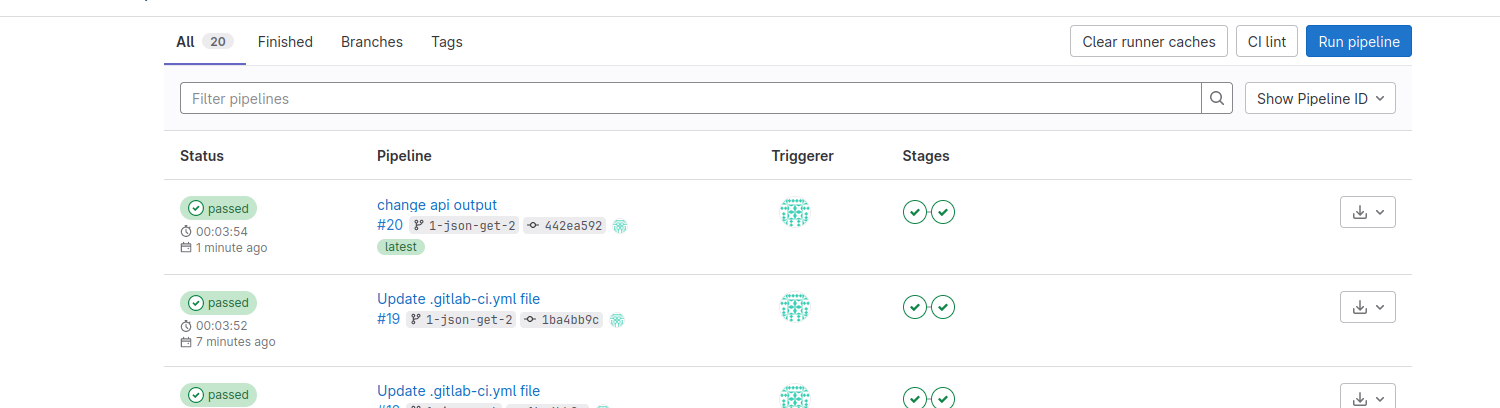 All 20 Finished Branches Tags Clear runner caches CI lint Run pipeline
Filter pipelines Show Pipeline ID
Status Pipeline Triggerer Stages
passed change api output
00:03:54 #20 1-json-get-2 442ea592
1 minute ago latest
passed Update .gitlab-ci.yml file
00:03:52 #19 1-json-get-2 1ba4bb9c
7 minutes ago
passed Update .gitlab-ci.yml file